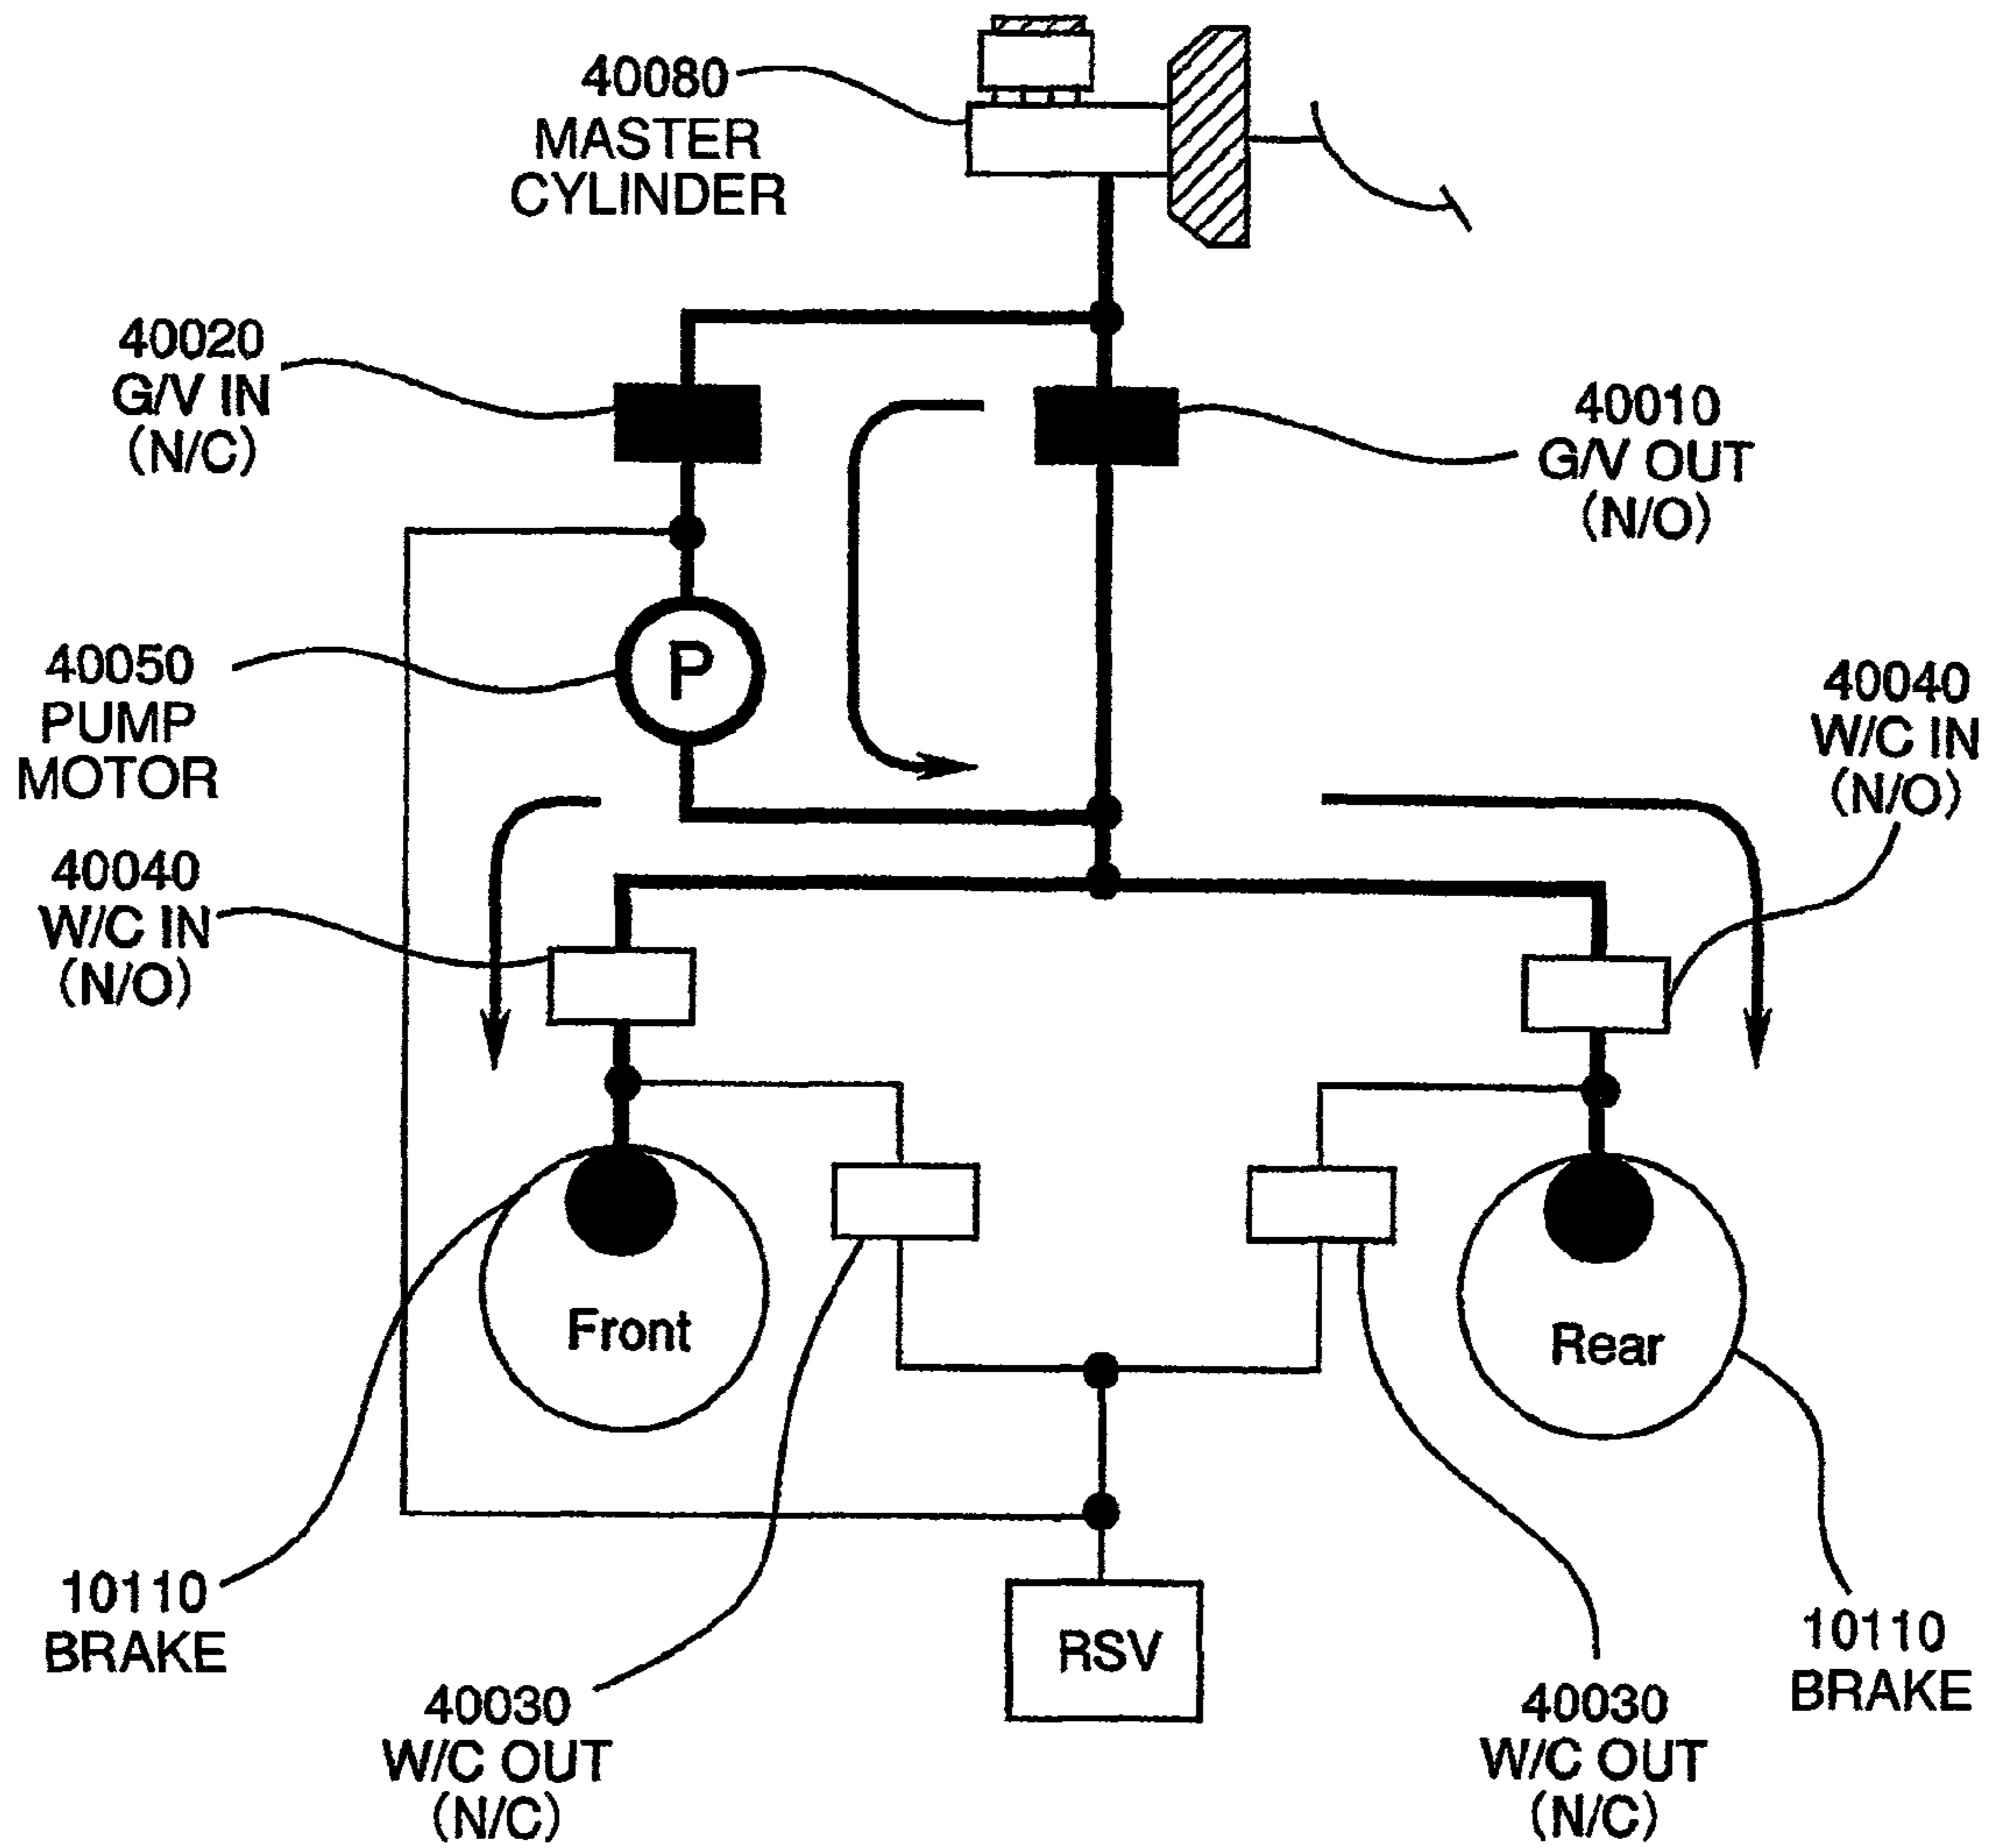 40080
MASTER
CYLINDER
40020
G/V IN
(N/C)
40010
G/V OUT
(N/O)
40050
PUMP
MOTOR
P
40040
W/C IN
(N/O)
40040
W/C IN
(N/O)
Front
Rear
10110
BRAKE
RSV
10110
BRAKE
40030
W/C OUT
(N/C)
40030
W/C OUT
(N/C)